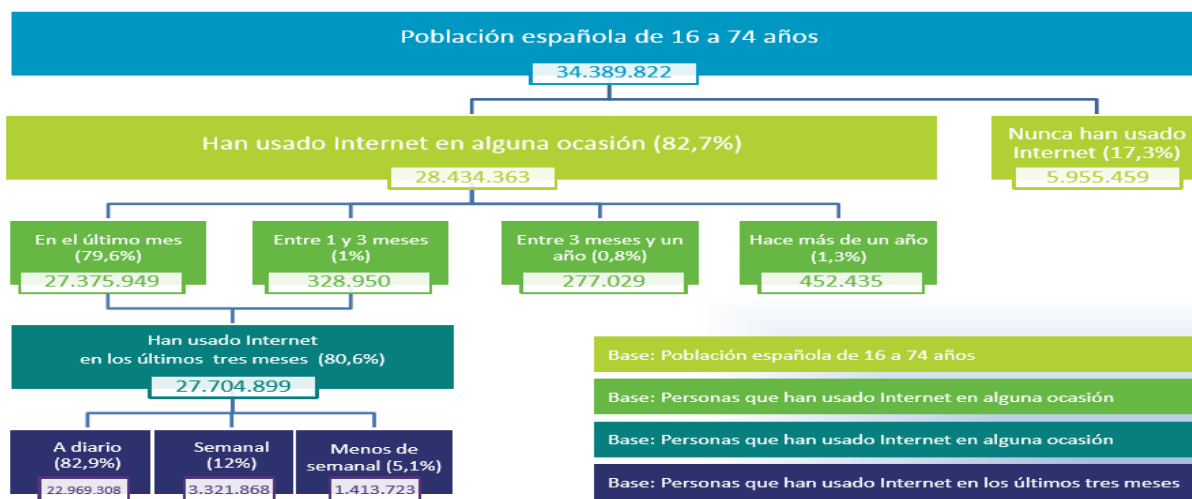 Población española de 16 a 74 años
34.389.822
Han usado Internet en alguna ocasión (82,7%)
28.434.363
Nunca han usado
Internet (17,3%)
5.955.459
En el último mes
(79,6%)
27.375.949
Entre 1 y 3 meses
(1%)
328.950
Entre 3 meses y un
año (0,8%)
277.029
Hace más de un año
(1,3%)
452.435
Han usado Internet
en los últimos tres meses (80,6%)
27.704.899
A diario
(82,9%)
22.969.308
Semanal
(12%)
3.321.868
Menos de
semanal (5,1%)
1.413.723
Base: Población española de 16 a 74 años
Base: Personas que han usado Internet en alguna ocasión
Base: Personas que han usado Internet en alguna ocasión
Base: Personas que han usado Internet en los últimos tres meses